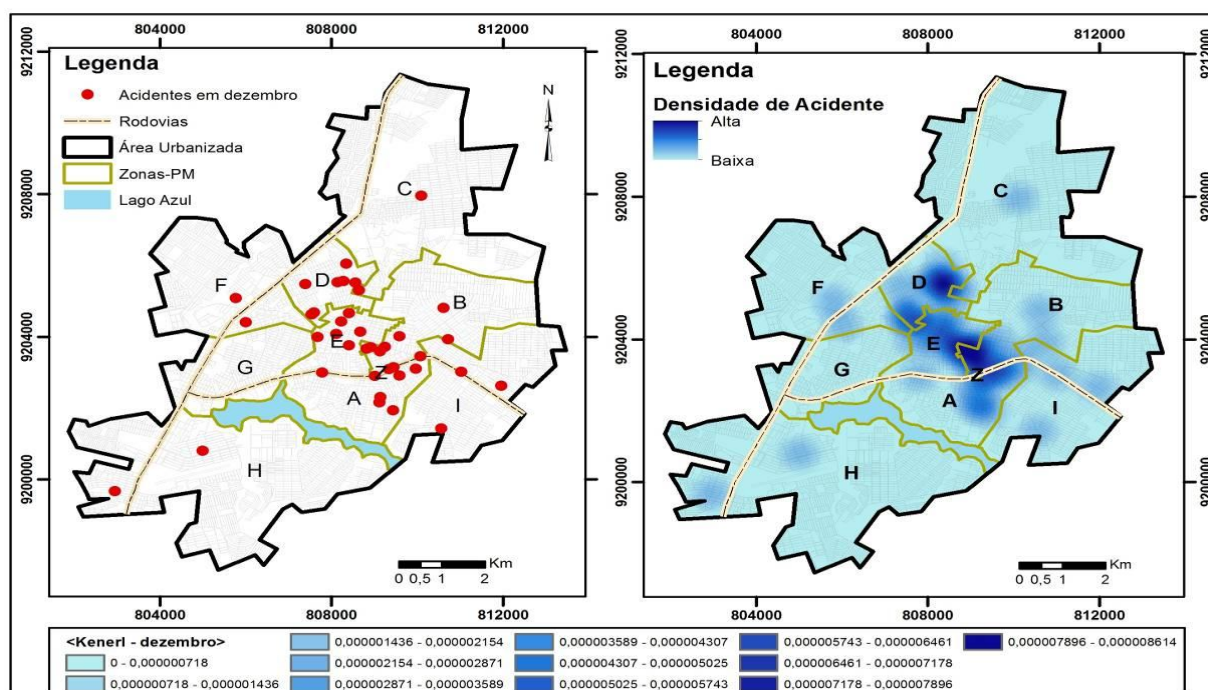 804000 808000 812000
804000 808000 812000
9212000
9208000
9204000
9200000
Legenda
Acidentes em dezembro
Rodovias
Área Urbanizada
Zonas-PM
Lago Azul
N
C
F
D
B
E
G
Z
A
I
H
Km
0 0,5 1 2
804000 808000 812000
9212000
9208000
9204000
9200000
Legenda
Densidade de Acidente
Alta
Baixa
C
F
D
B
E
G
Z
A
I
H
Km
0 0,5 1 2
804000 808000 812000
<Kenerl - dezembro>
0 - 0,000000718
0,000000718 - 0,000001436
0,000001436 - 0,000002154
0,000002154 - 0,000002871
0,000002871 - 0,000003589
0,000003589 - 0,000004307
0,000004307 - 0,000005025
0,000005025 - 0,000005743
0,000005743 - 0,000006461
0,000006461 - 0,000007178
0,000007178 - 0,000007896
0,000007896 - 0,000008614